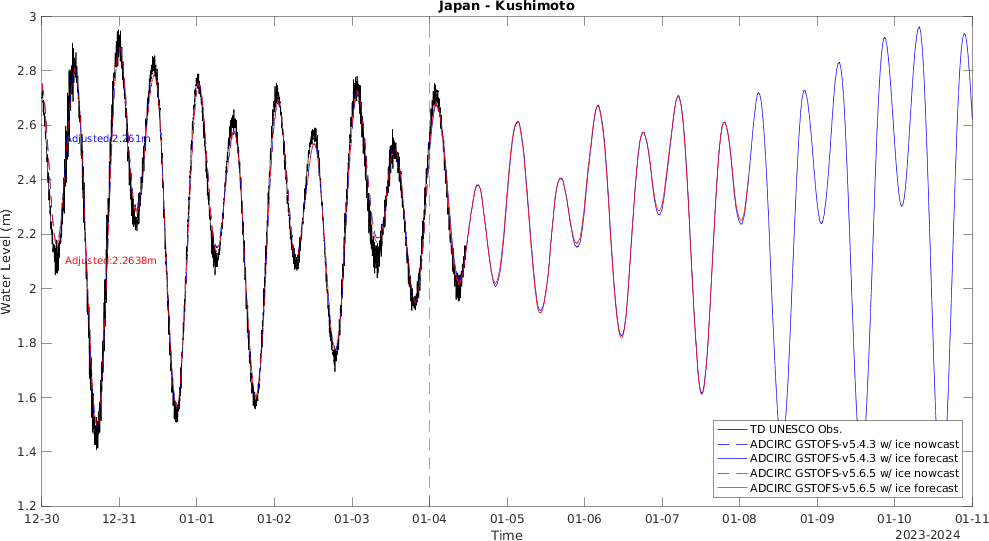 Japan - Kushimoto
3
2.8
2.6
2.4
2.2
2
1.8
1.6
1.4
1.2
Water Level (m)
Adjusted:2.261m
Adjusted:2.2638m
TD UNESCO Obs.
ADCIRC GSTOFS-v5.4.3 w/ ice nowcast
ADCIRC GSTOFS-v5.4.3 w/ ice forecast
ADCIRC GSTOFS-v5.6.5 w/ ice nowcast
ADCIRC GSTOFS-v5.6.5 w/ ice forecast
12-30 12-31 01-01 01-02 01-03 01-04 01-05 01-06 01-07 01-08 01-09 01-10 01-11
Time
2023-2024